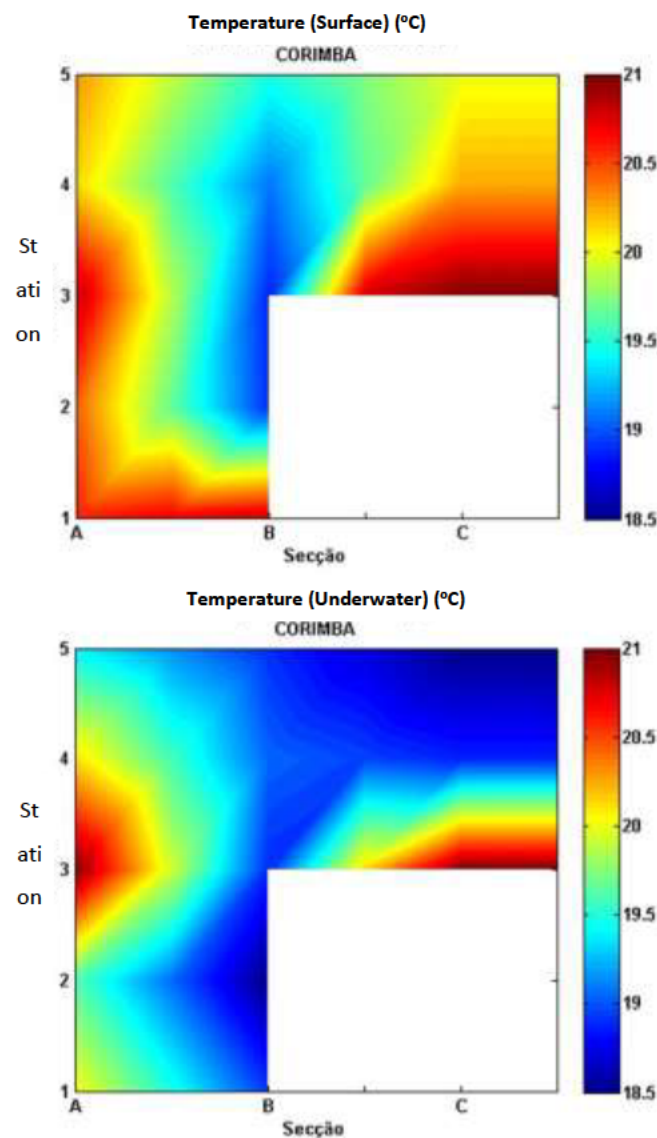 Temperature (Surface) (ºC)
CORIMBA
5
4
3
2
1
St
ati
on
A
B
C
Secção
21
20.5
20
19.5
19
18.5
Temperature (Underwater) (ºC)
CORIMBA
5
4
3
2
1
St
ati
on
A
B
C
Secção
21
20.5
20
19.5
19
18.5